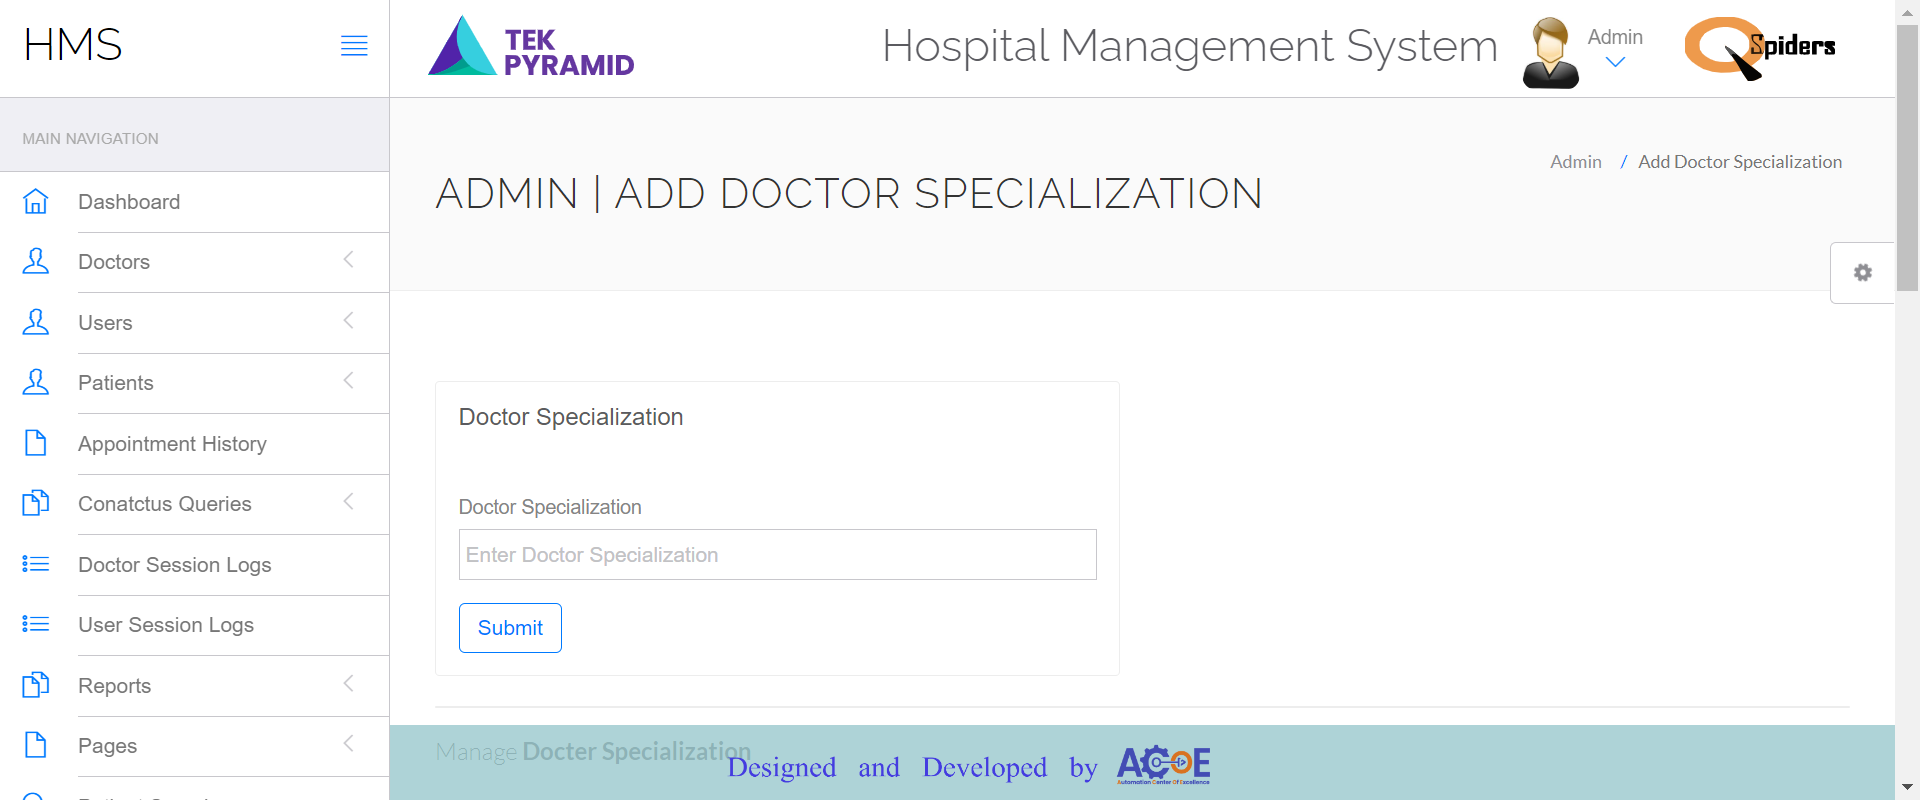 HMS
TEK
PYRAMID
Hospital Management System
Admin
Spiders
MAIN NAVIGATION
Dashboard
Doctors
Users
Patients
Appointment History
Conatctus Queries
Doctor Session Logs
User Session Logs
Reports
Pages
ADMIN | ADD DOCTOR SPECIALIZATION
Admin / Add Doctor Specialization
Doctor Specialization
Doctor Specialization
Enter Doctor Specialization
Submit
Manage Docter Specialization
Designed and Developed by ACOE
Automation Center Of Excellence